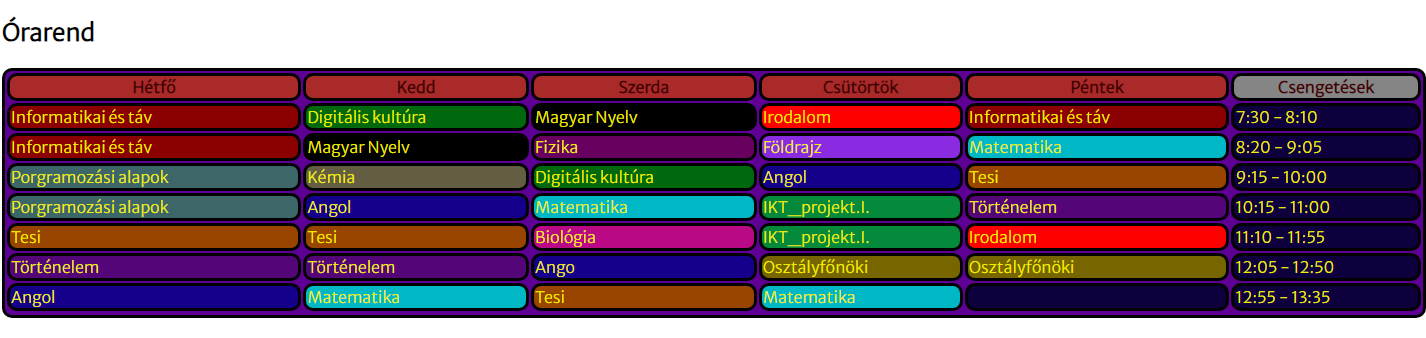 Órarend
Hétfő Kedd Szerda Csütörtök Péntek Csengetések
Informatikai és táv Digitális kultúra Magyar Nyelv Irodalom Informatikai és táv 7:30 - 8:10
Informatikai és táv Magyar Nyelv Fizika Földrajz Matematika 8:20 - 9:05
Porgramozási alapok Kémia Digitális kultúra Angol Tesi 9:15 - 10:00
Porgramozási alapok Angol Matematika IKT_projekt.I. Történelem 10:15 - 11:00
Tesi Tesi Biológia IKT_projekt.I. Irodalom 11:10 - 11:55
Történelem Történelem Ango Osztályfőnöki Osztályfőnöki 12:05 - 12:50
Angol Matematika Tesi Matematika 12:55 - 13:35